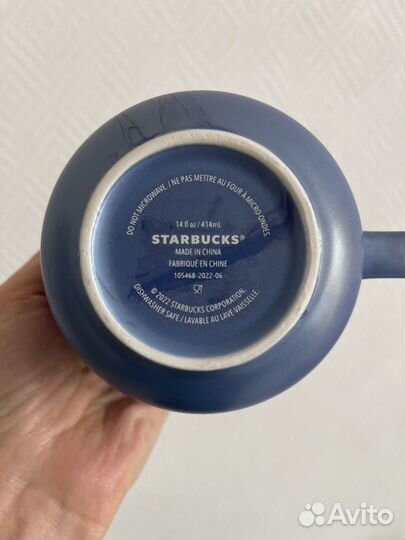 DO NOT MICROWAVE. / NE PAS METTRE AU FOUR À MICRO-ONDES.
14 fl oz / 414mL
STARBUCKS®
MADE IN CHINA
FABRIQUÉ EN CHINE
105468-2022-06
© 2022 STARBUCKS CORPORATION.
DISHWASHER SAFE / LAVABLE AU LAVE-VAISSELLE.
Avito